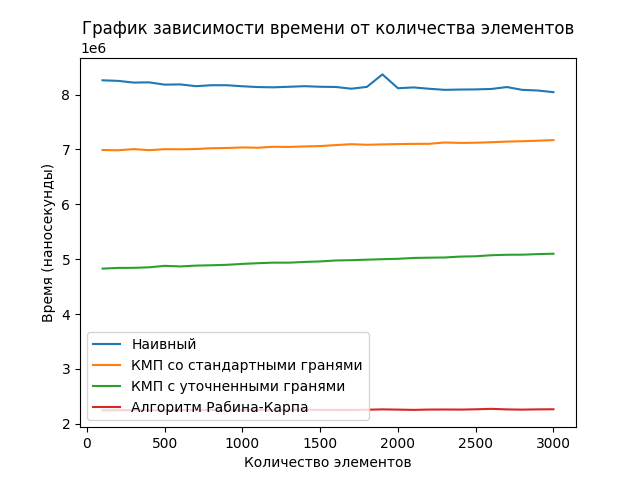 График зависимости времени от количества элементов
1e6
8
7
6
5
4
3
2
Время (наносекунды)
Наивный
КМП со стандартными гранями
КМП с уточненными гранями
Алгоритм Рабина-Карпа
0
500
1000
1500
2000
2500
3000
Количество элементов